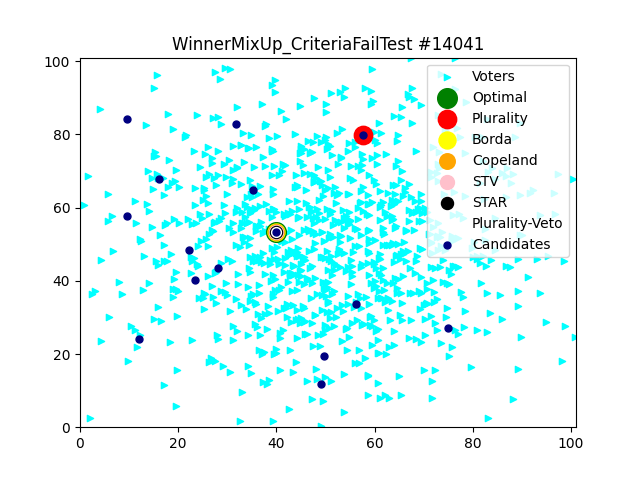 WinnerMixUp_CriteriaFailTest #14041
100
80
60
40
20
0
0
20
40
60
80
100
Voters
Optimal
Plurality
Borda
Copeland
STV
STAR
Plurality-Veto
Candidates